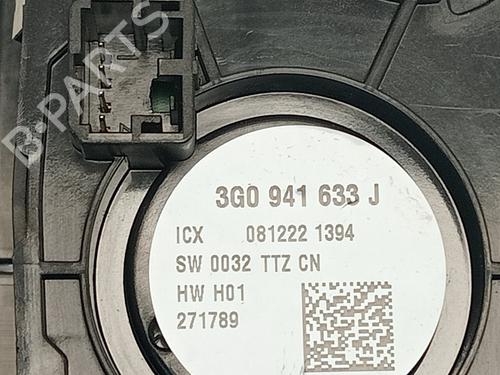 B-PARTS
3G0 941 633 J
ICX 081222 1394
SW 0032 TTZ CN
HW H01
271789